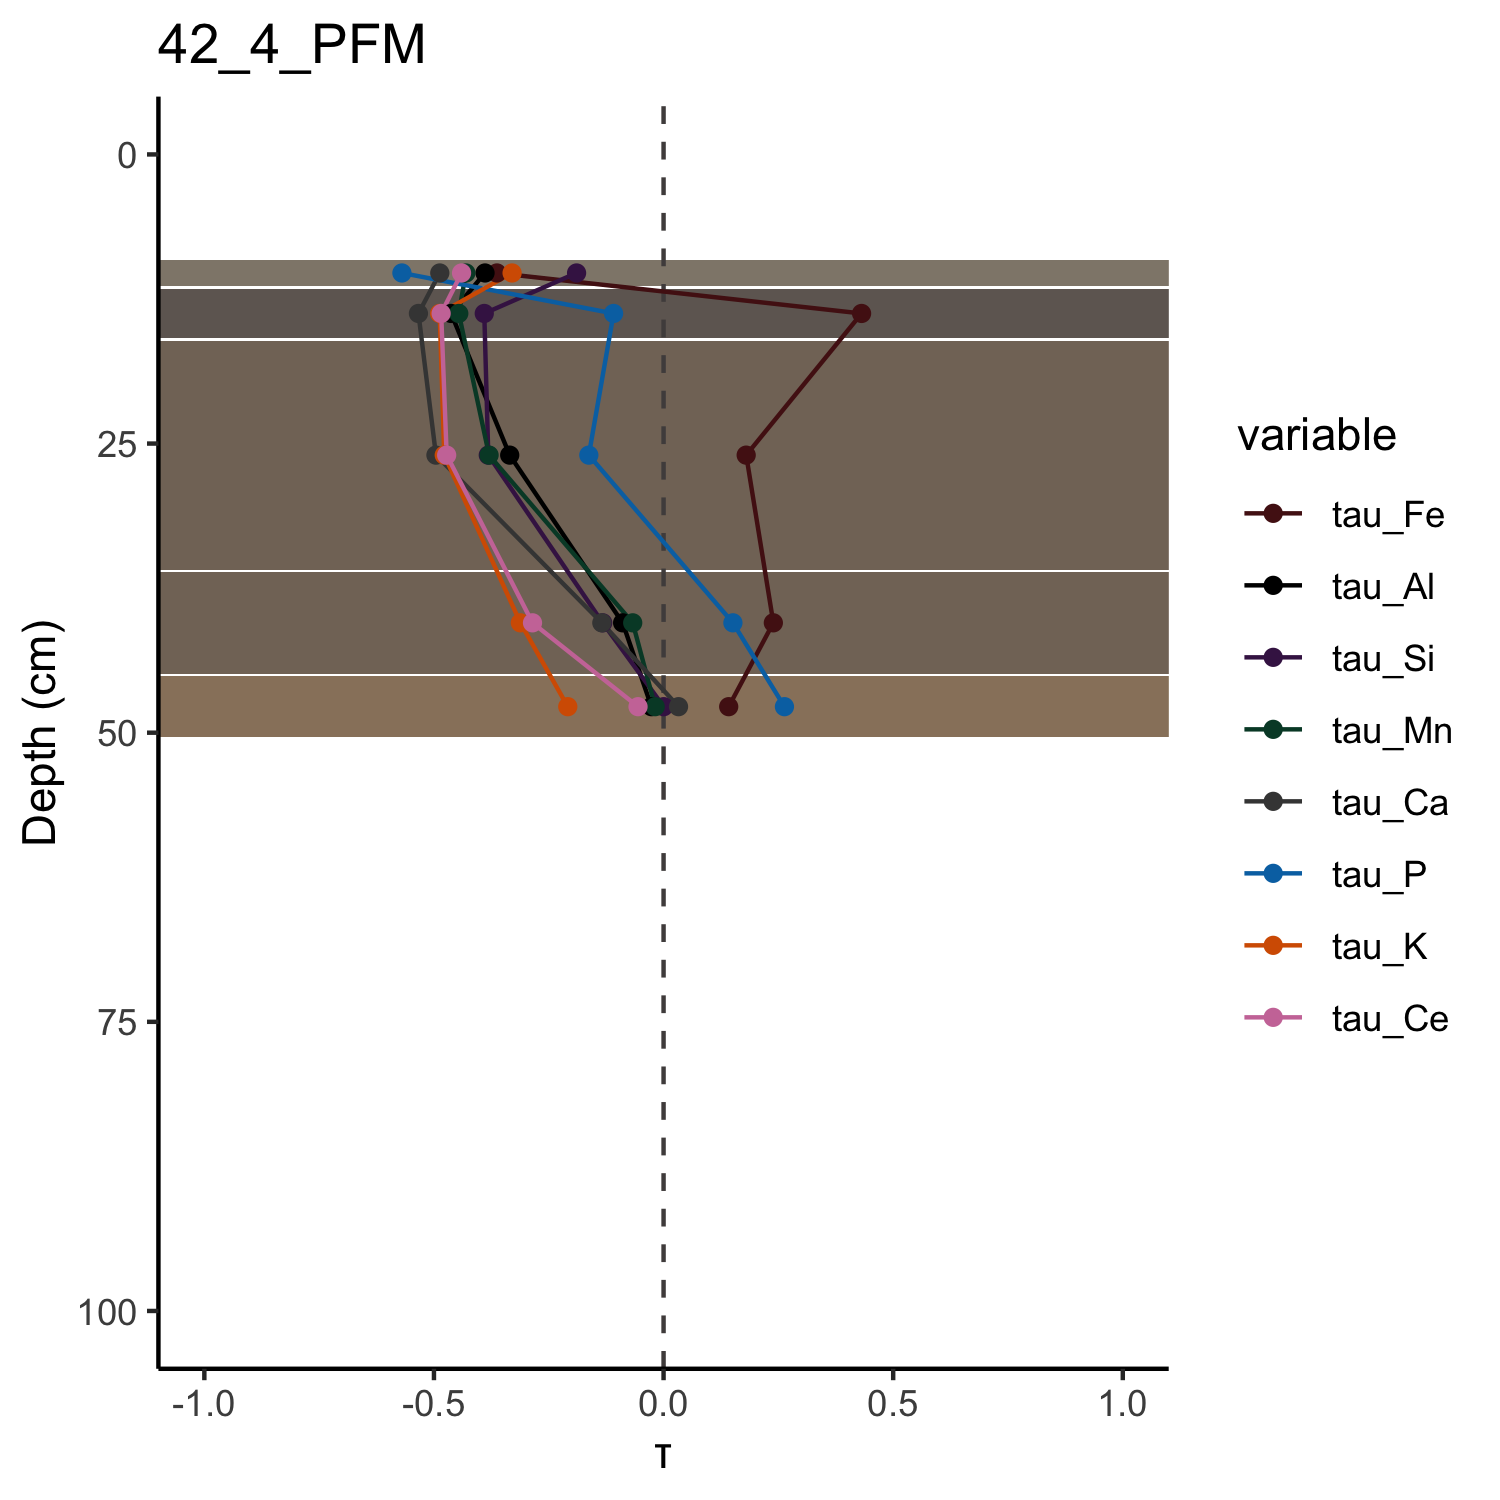 42_4_PFM
0
25
50
75
100
Depth (cm)
-1.0
-0.5
0.0
0.5
1.0
τ
variable
tau_Fe
tau_Al
tau_Si
tau_Mn
tau_Ca
tau_P
tau_K
tau_Ce